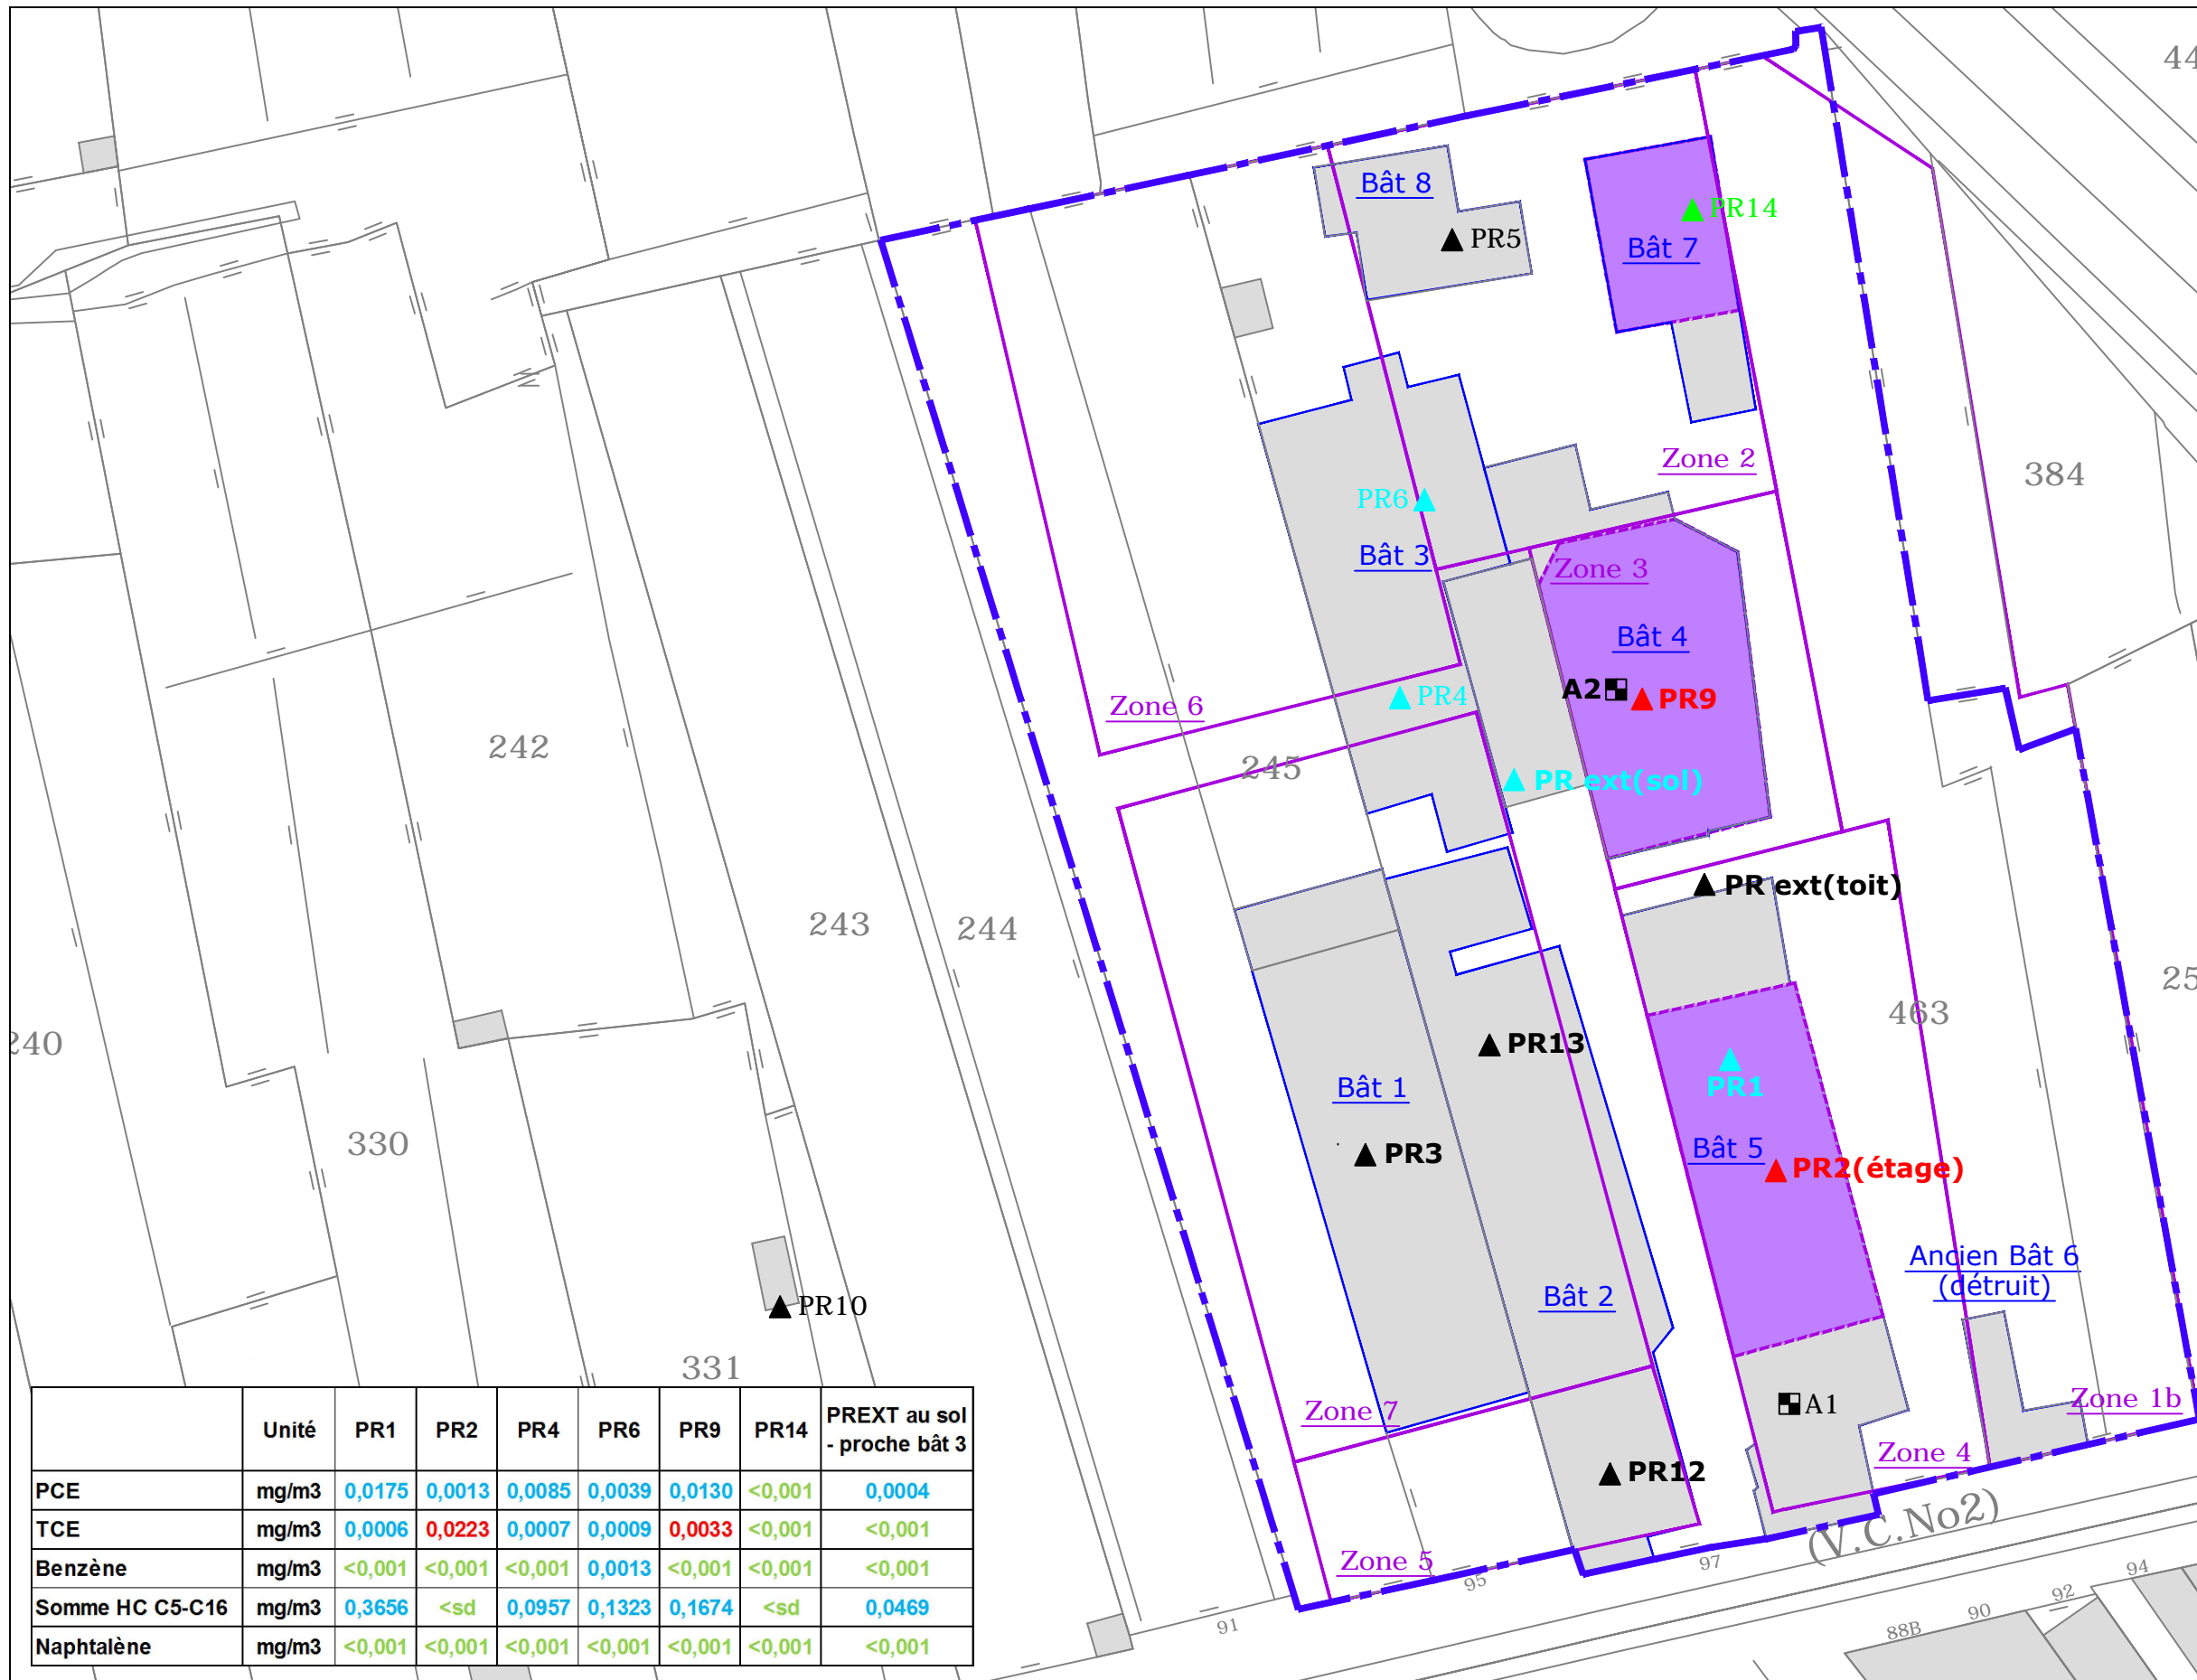 44
Bât 8
PR14
PR5
Bât 7
Zone 2
384
PR6
Bât 3
Zone 3
Bât 4
A2
PR9
PR4
Zone 6
242
245
PR ext(sol)
PR ext(toit)
243
244
25
463
240
PR13
PR1
Bât 1
330
Bât 5
PR3
PR2(étage)
Ancien Bât 6
(détruit)
Bât 2
PR10
331
Zone 7
A1
Zone 1b
Zone 4
PR12
(V.C.No2)
Zone 5
95
97
94
92
90
88B
91
Unité PR1 PR2 PR4 PR6 PR9 PR14 PREXT au sol
- proche bât 3
PCE mg/m3 0,0175 0,0013 0,0085 0,0039 0,0130 <0,001 0,0004
TCE mg/m3 0,0006 0,0223 0,0007 0,0009 0,0033 <0,001 <0,001
Benzène mg/m3 <0,001 <0,001 <0,001 0,0013 <0,001 <0,001 <0,001
Somme HC C5-C16 mg/m3 0,3656 <sd 0,0957 0,1323 0,1674 <sd 0,0469
Naphtalène mg/m3 <0,001 <0,001 <0,001 <0,001 <0,001 <0,001 <0,001